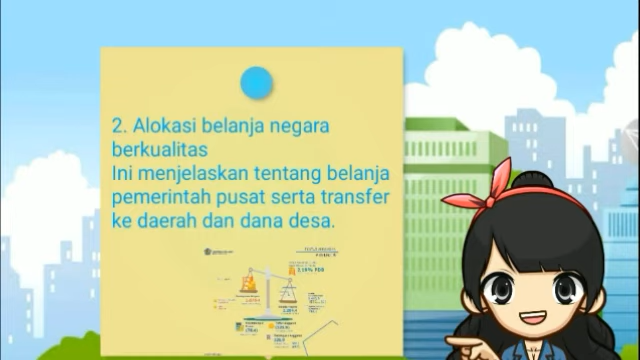 2. Alokasi belanja negara
berkualitas
Ini menjelaskan tentang belanja
pemerintah pusat serta transfer
ke daerah dan dana desa.